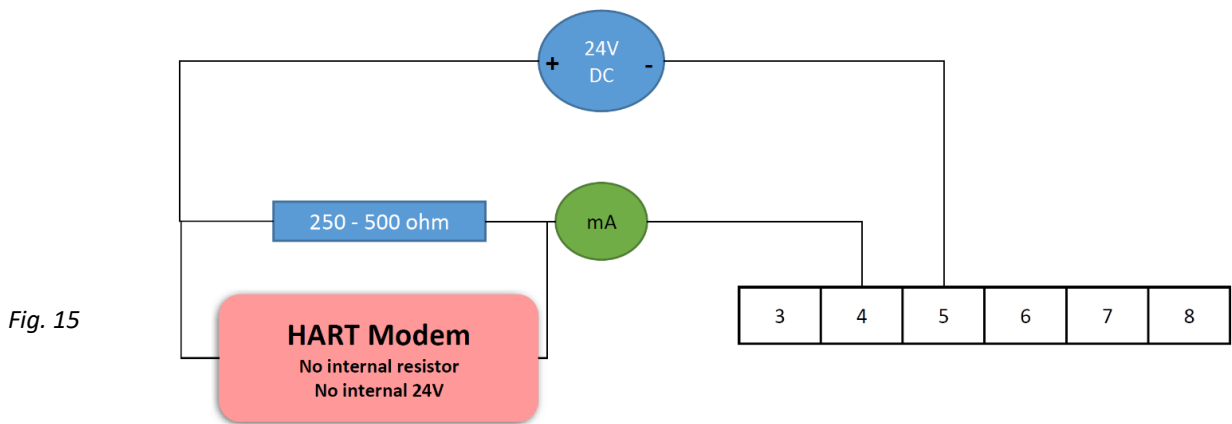 24V
+ DC -
250 - 500 ohm
mA
Fig. 15
HART Modem
No internal resistor
No internal 24V
3 4 5 6 7 8